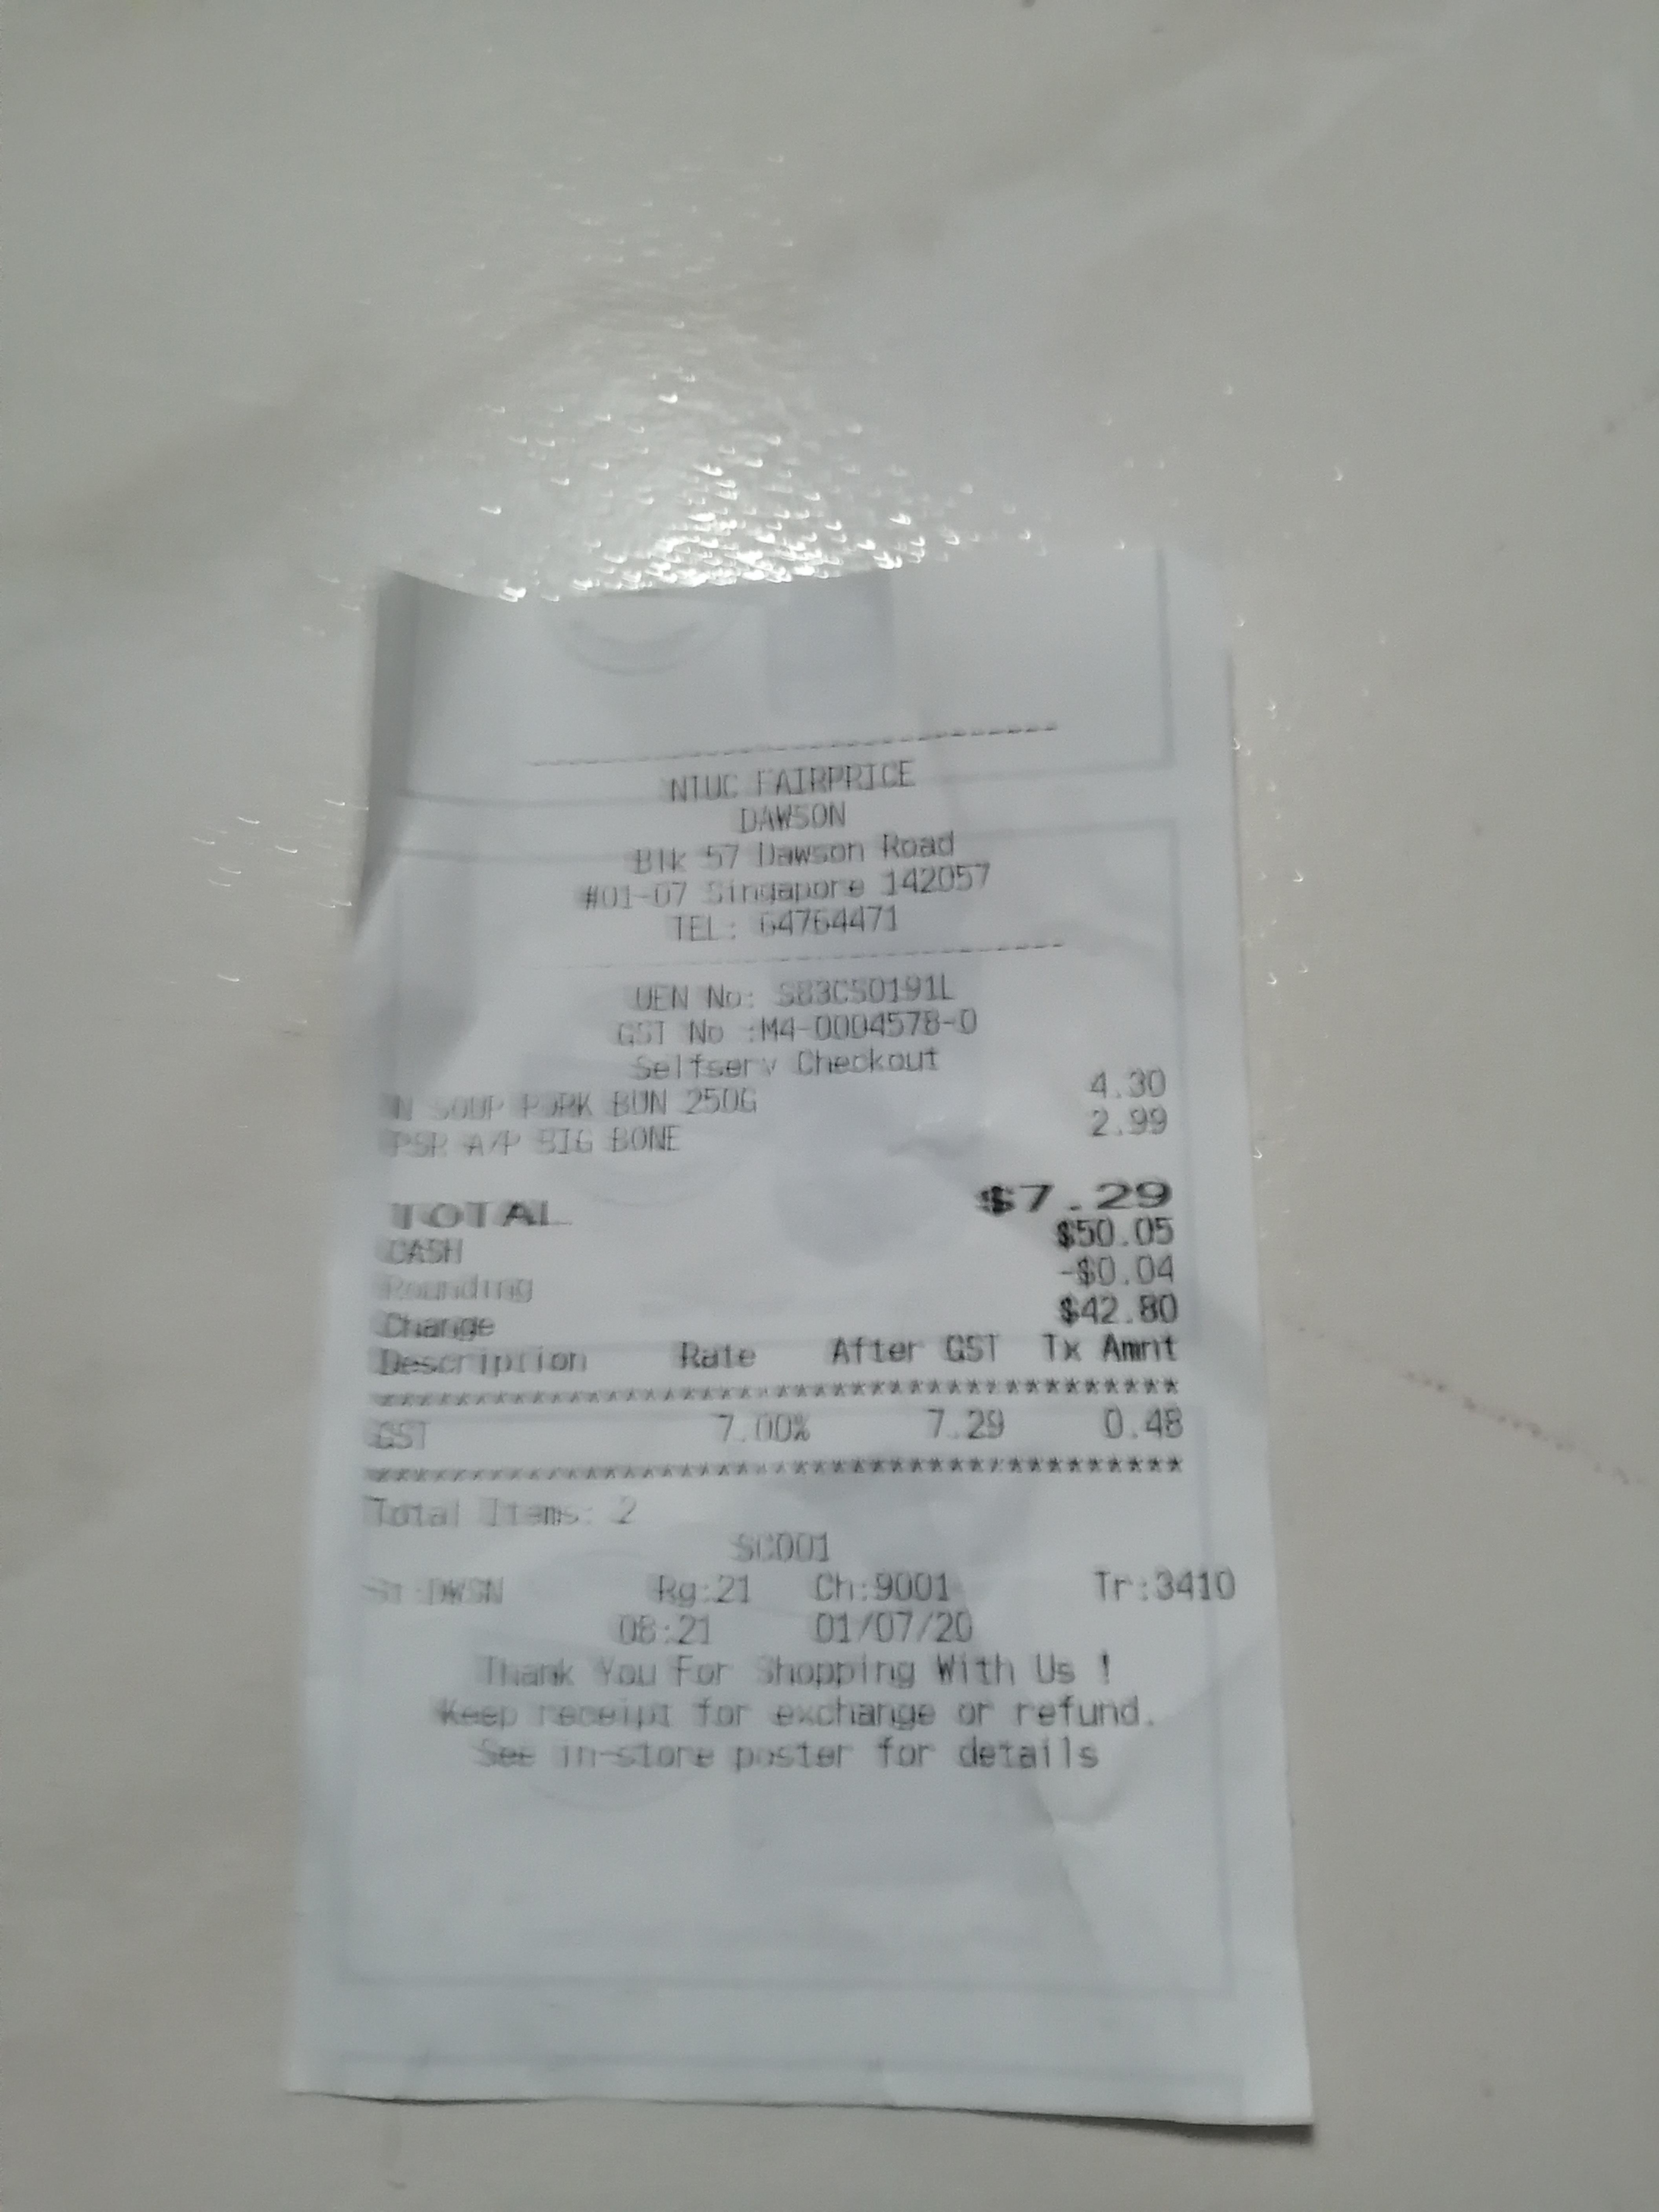 NTUC FAIRPRICE
DAWSON
Blk 57 Dawson Road
#01-07 Singapore 142057
TEL: 64764471
UEN No: S83CS0191L
GST No :M4-0004578-0
Selfserv Checkout
SOUP PORK BUN 250G 4.30
PSR A/P BIG BONE 2.99
TOTAL $7.29
CASH $50.05
Rounding -$0.04
Change $42.80
Description Rate After GST Tx Amnt
****************************************
GST 7.00% 7.29 0.48
****************************************
Total Items: 2
SC001
St:DWSN Rg:21 Ch:9001 Tr:3410
08:21 01/07/20
Thank You For Shopping With Us !
Keep receipt for exchange or refund.
See in-store poster for details